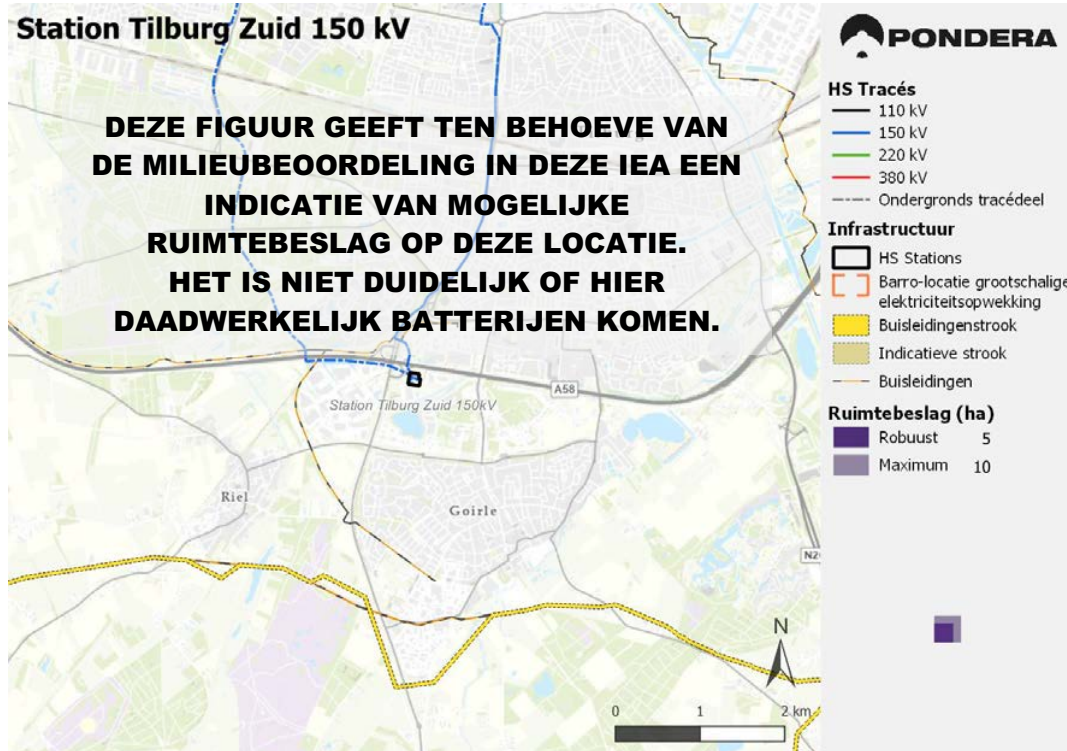 Station Tilburg Zuid 150 kV
DEZE FIGUUR GEEFT TEN BEHOEVE VAN
DE MILIEUBEOORDELING IN DEZE IEA EEN
INDICATIE VAN MOGELIJKE
RUIMTEBESLAG OP DEZE LOCATIE.
HET IS NIET DUIDELIJK OF HIER
DAADWERKELIJK BATTERIJEN KOMEN.
A58
Station Tilburg Zuid 150kV
Riel
Goirle
N
0 1 2 km
PONDERA
HS Tracés
110 kV
150 kV
220 kV
380 kV
Ondergronds tracédeel
Infrastructuur
HS Stations
Barro-locatie grootschalige
elektriciteitsopwekking
Buisleidingenstrook
Indicatieve strook
Buisleidingen
Ruimtebeslag (ha)
Robuust 5
Maximum 10